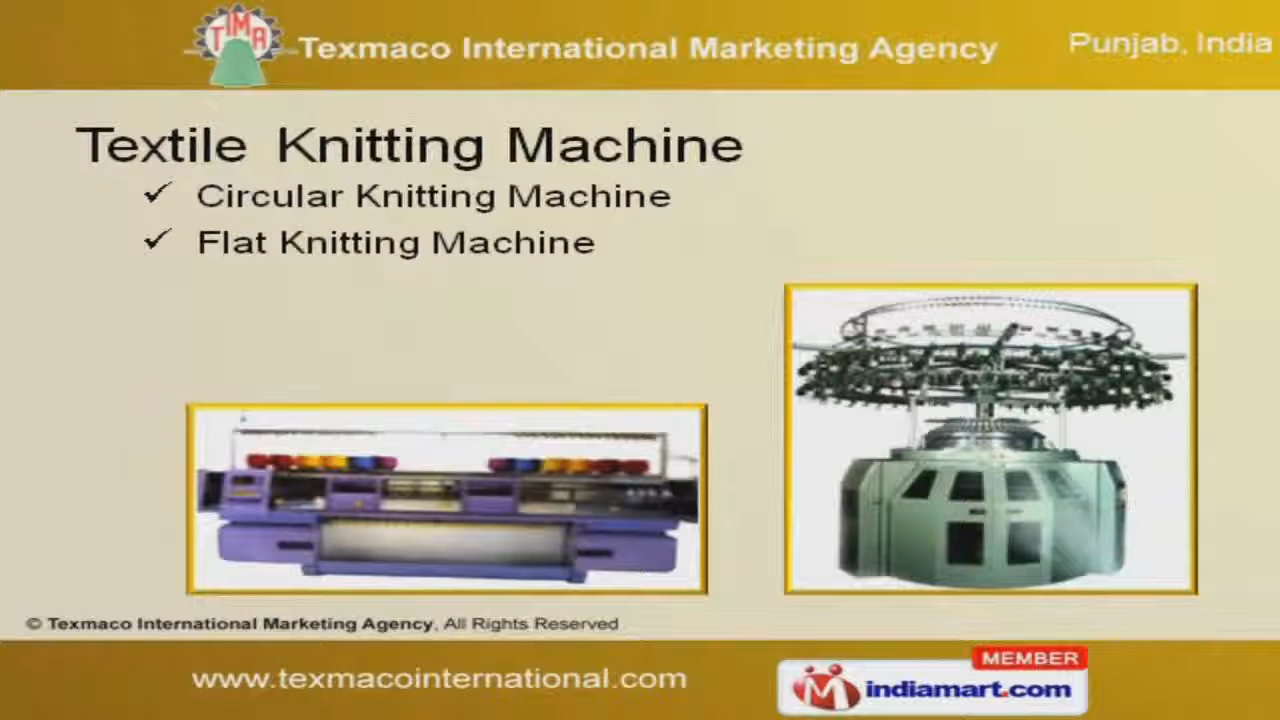 TIMA
Texmaco International Marketing Agency
Punjab, India
Textile Knitting Machine
✓ Circular Knitting Machine
✓ Flat Knitting Machine
© Texmaco International Marketing Agency, All Rights Reserved
www.texmacointernational.com
MEMBER
indiamart.com